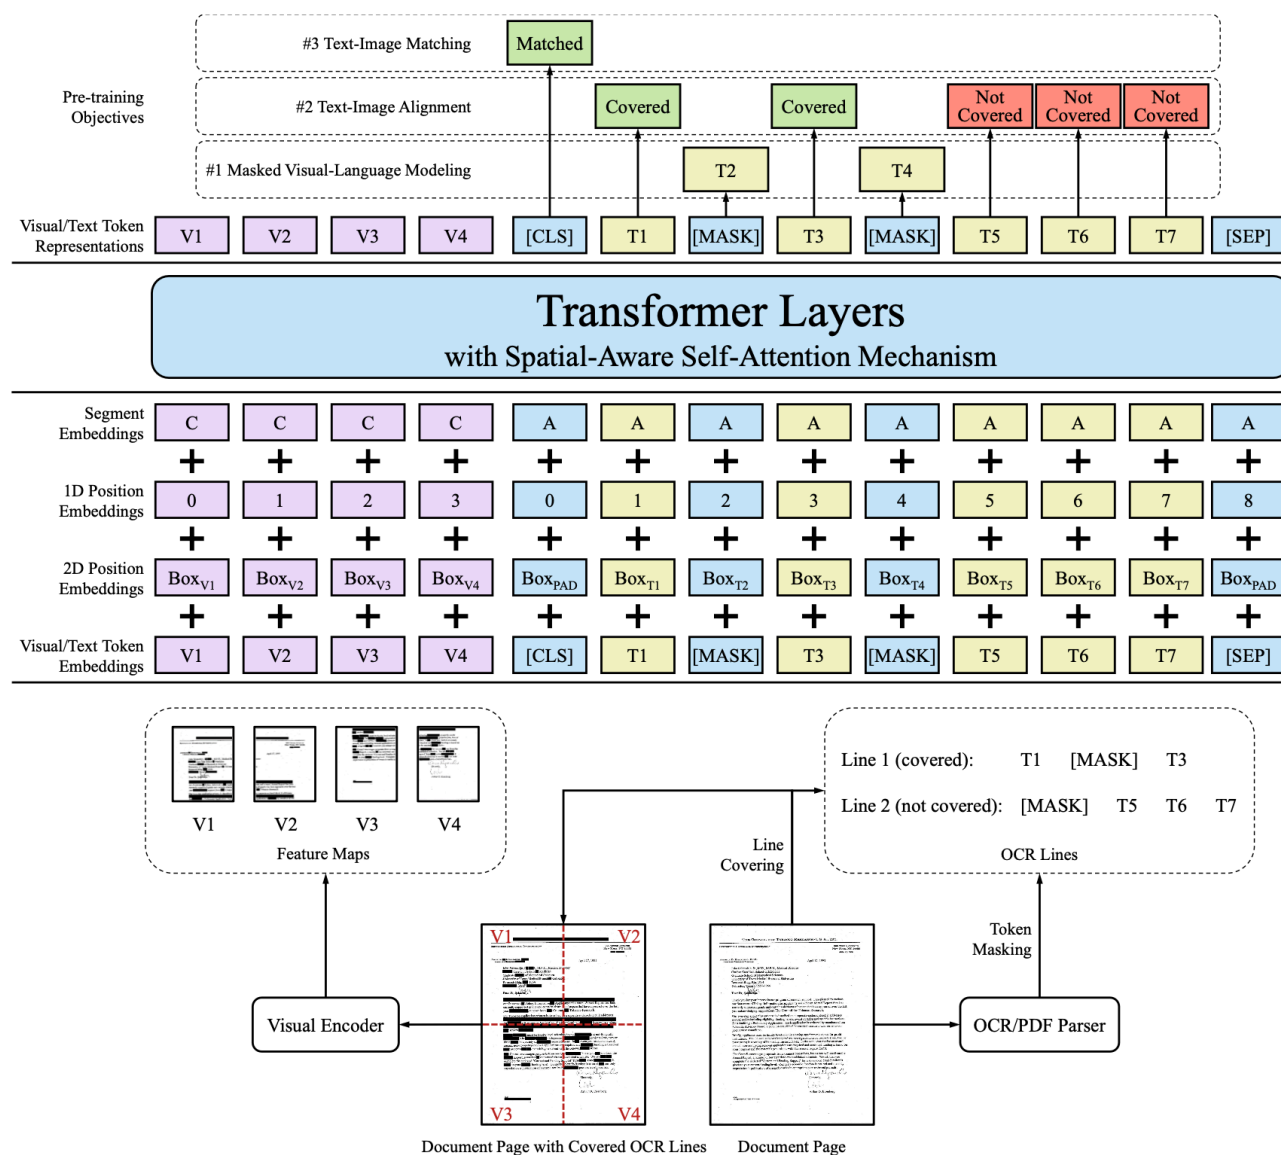 #3 Text-Image Matching
Matched
Pre-training
Objectives
#2 Text-Image Alignment
Covered
Covered
Not
Covered
Not
Covered
Not
Covered
#1 Masked Visual-Language Modeling
T2
T4
Visual/Text Token
Representations
V1 V2 V3 V4 [CLS] T1 [MASK] T3 [MASK] T5 T6 T7 [SEP]
Transformer Layers
with Spatial-Aware Self-Attention Mechanism
Segment
Embeddings
C C C C A A A A A A A A A
+ + + + + + + + + + + + +
1D Position
Embeddings
0 1 2 3 0 1 2 3 4 5 6 7 8
+ + + + + + + + + + + + +
2D Position
Embeddings
BoxV1 BoxV2 BoxV3 BoxV4 BoxPAD BoxT1 BoxT2 BoxT3 BoxT4 BoxT5 BoxT6 BoxT7 BoxPAD
+ + + + + + + + + + + + +
Visual/Text Token
Embeddings
V1 V2 V3 V4 [CLS] T1 [MASK] T3 [MASK] T5 T6 T7 [SEP]
V1 V2 V3 V4
Feature Maps
Line 1 (covered): T1 [MASK] T3
Line 2 (not covered): [MASK] T5 T6 T7
OCR Lines
Line
Covering
Token
Masking
V1 V2
V3 V4
Visual Encoder
OCR/PDF Parser
Document Page with Covered OCR Lines
Document Page